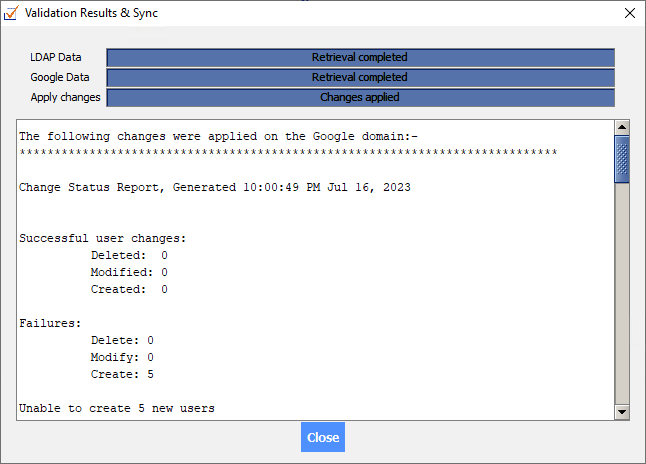 Validation Results & Sync
LDAP Data Retrieval completed
Google Data Retrieval completed
Apply changes Changes applied
The following changes were applied on the Google domain:-
*****************************************************************************
Change Status Report, Generated 10:00:49 PM Jul 16, 2023
Successful user changes:
Deleted: 0
Modified: 0
Created: 0
Failures:
Delete: 0
Modify: 0
Create: 5
Unable to create 5 new users
Close